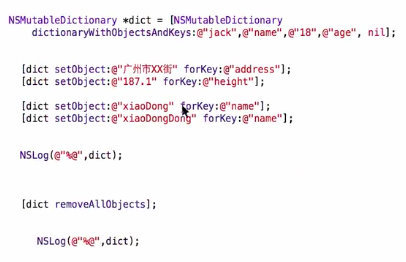 NSMutableDictionary *dict = [NSMutableDictionary
dictionaryWithObjectsAndKeys:@"jack",@"name",@"18",@"age", nil];
[dict setObject:@"广州市XX街" forKey:@"address"];
[dict setObject:@"187.1" forKey:@"height"];
[dict setObject:@"xiaoDong" forKey:@"name"];
[dict setObject:@"xiaoDongDong" forKey:@"name"];
NSLog(@"%@",dict);
[dict removeAllObjects];
NSLog(@"%@",dict);